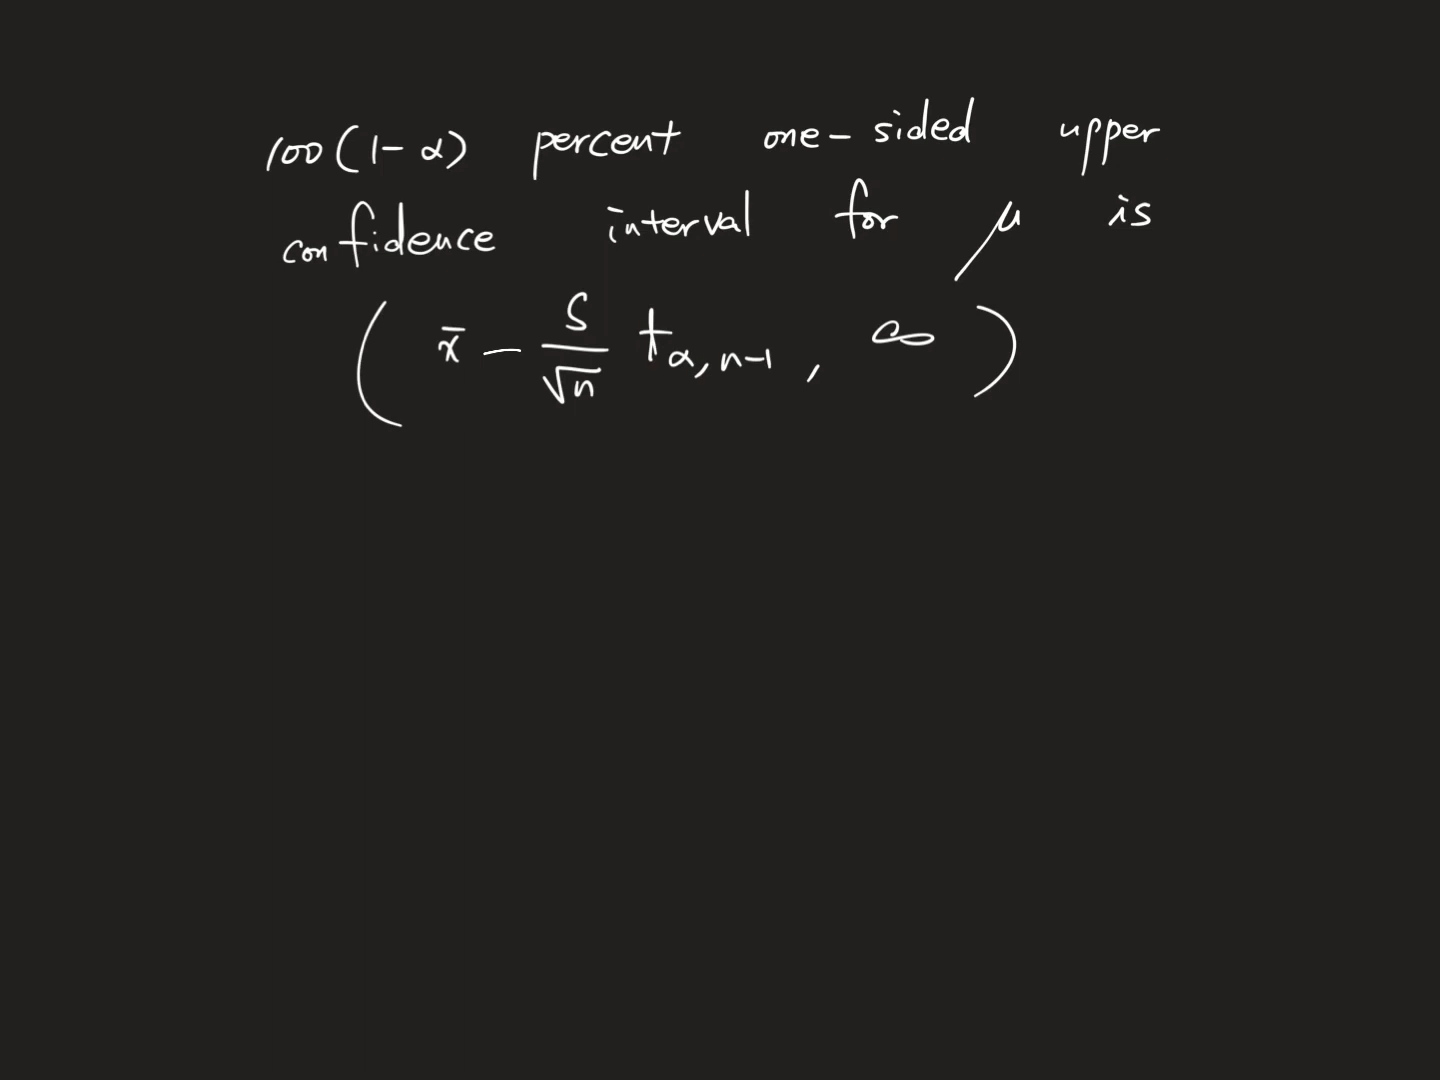 100(1-α) percent one-sided upper
confidence interval for μ is
( x̄ - S/√n t_{α, n-1} , ∞ )